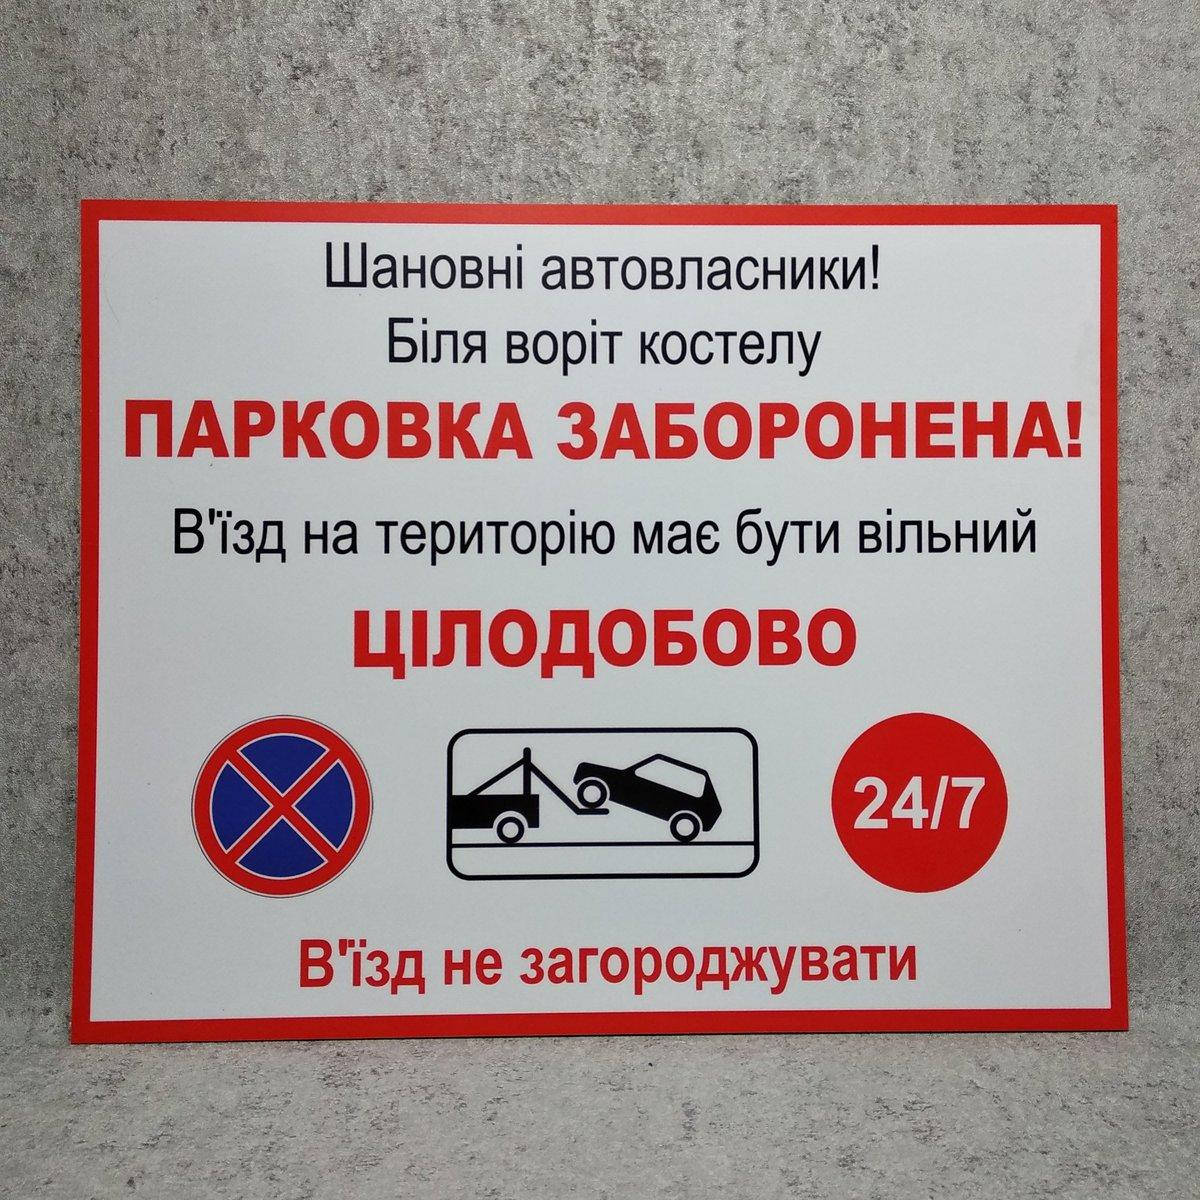 Шановні автовласники!
Біля воріт костелу
ПАРКОВКА ЗАБОРОНЕНА!
В'їзд на територію має бути вільний
ЦІЛОДОБОВО
24/7
В'їзд не загороджувати